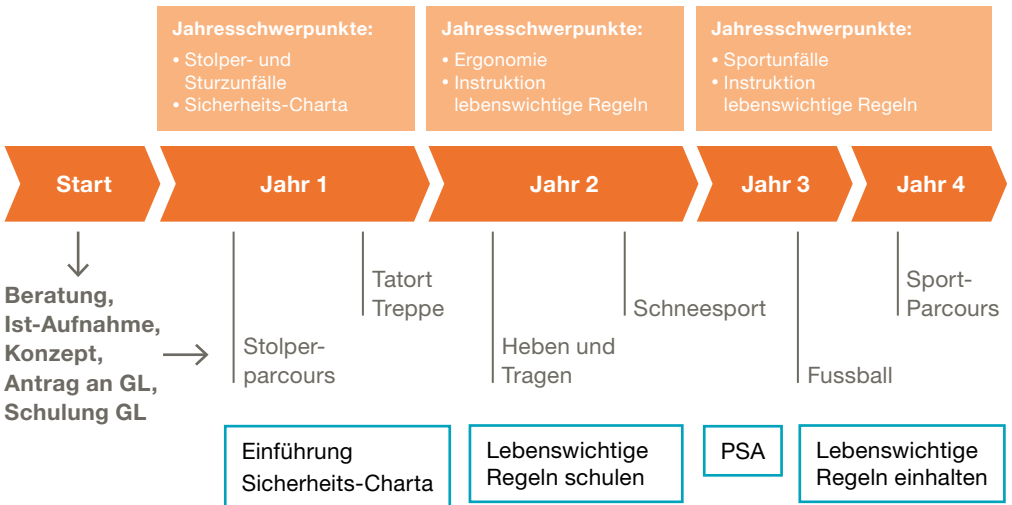 Jahresschwerpunkte:
• Stolper- und
Sturzunfälle
• Sicherheits-Charta
Jahresschwerpunkte:
• Ergonomie
• Instruktion
lebenswichtige Regeln
Jahresschwerpunkte:
• Sportunfälle
• Instruktion
lebenswichtige Regeln
Start
Jahr 1
Jahr 2
Jahr 3
Jahr 4
Beratung,
Ist-Aufnahme,
Konzept,
Antrag an GL,
Schulung GL
Stolper-
parcours
Tatort
Treppe
Heben und
Tragen
Schneesport
Fussball
Sport-
Parcours
Einführung
Sicherheits-Charta
Lebenswichtige
Regeln schulen
PSA
Lebenswichtige
Regeln einhalten